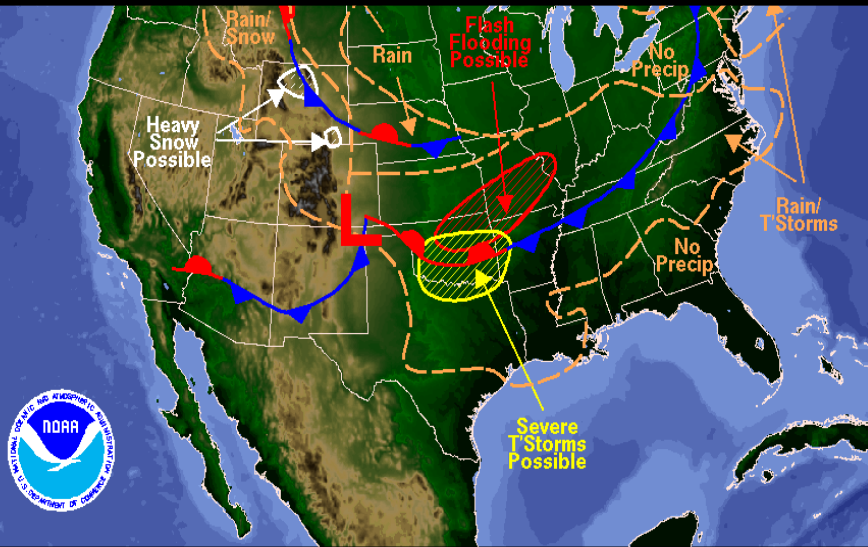 Rain/
Snow
Rain
Flash
Flooding
Possible
No
Precip
Heavy
Snow
Possible
L
Rain/
T'Storms
No
Precip
Severe
T'Storms
Possible
NOAA
NATIONAL OCEANIC AND ATMOSPHERIC ADMINISTRATION
U.S. DEPARTMENT OF COMMERCE